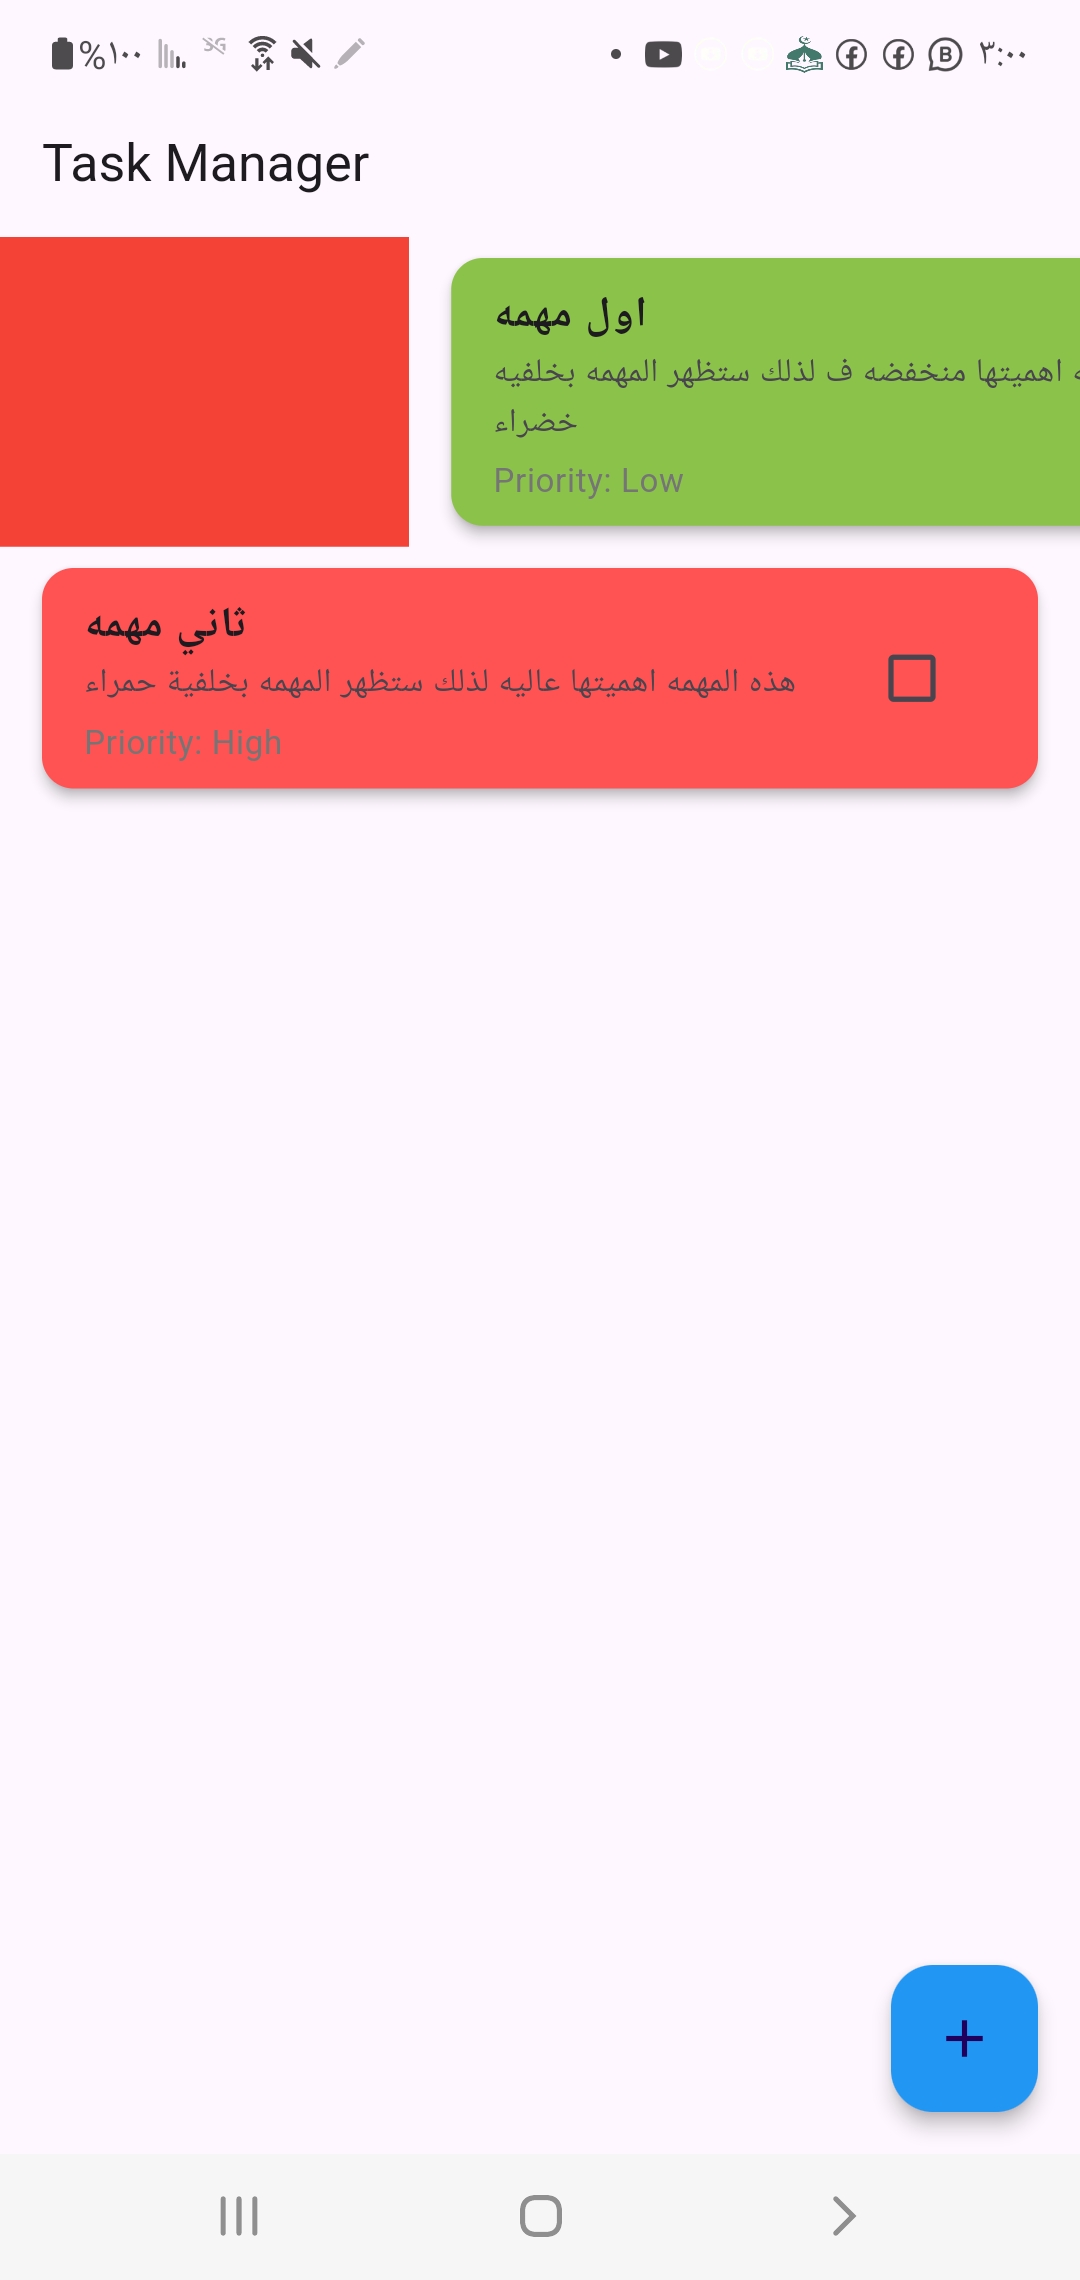 %١٠٠ 3G ٣:٠٠
Task Manager
اول مهمه
اهميتها منخفضه ف لذلك ستظهر المهمه بخلفيه
خضراء
Priority: Low
ثاني مهمه
هذه المهمه اهميتها عاليه لذلك ستظهر المهمه بخلفية حمراء
Priority: High